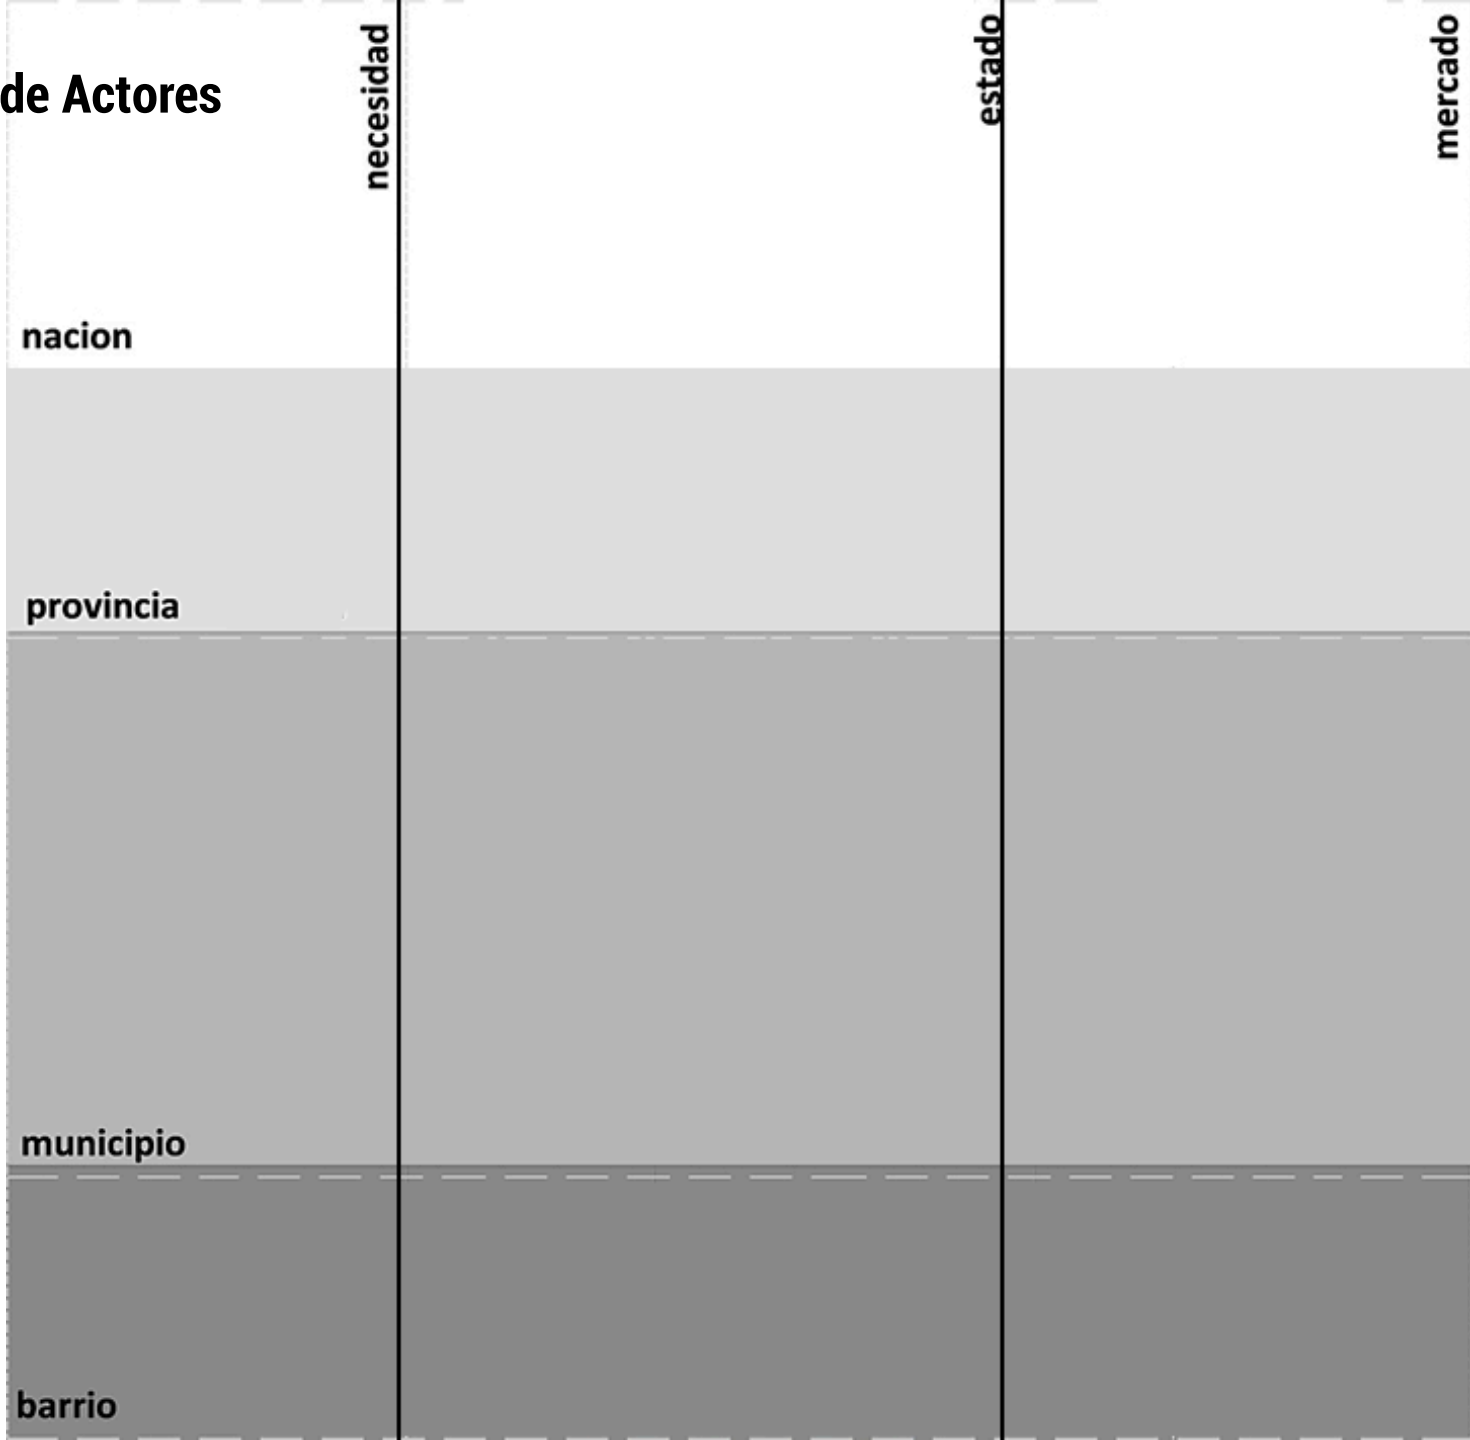 necesidad
estado
mercado
de Actores
nacion
provincia
municipio
barrio